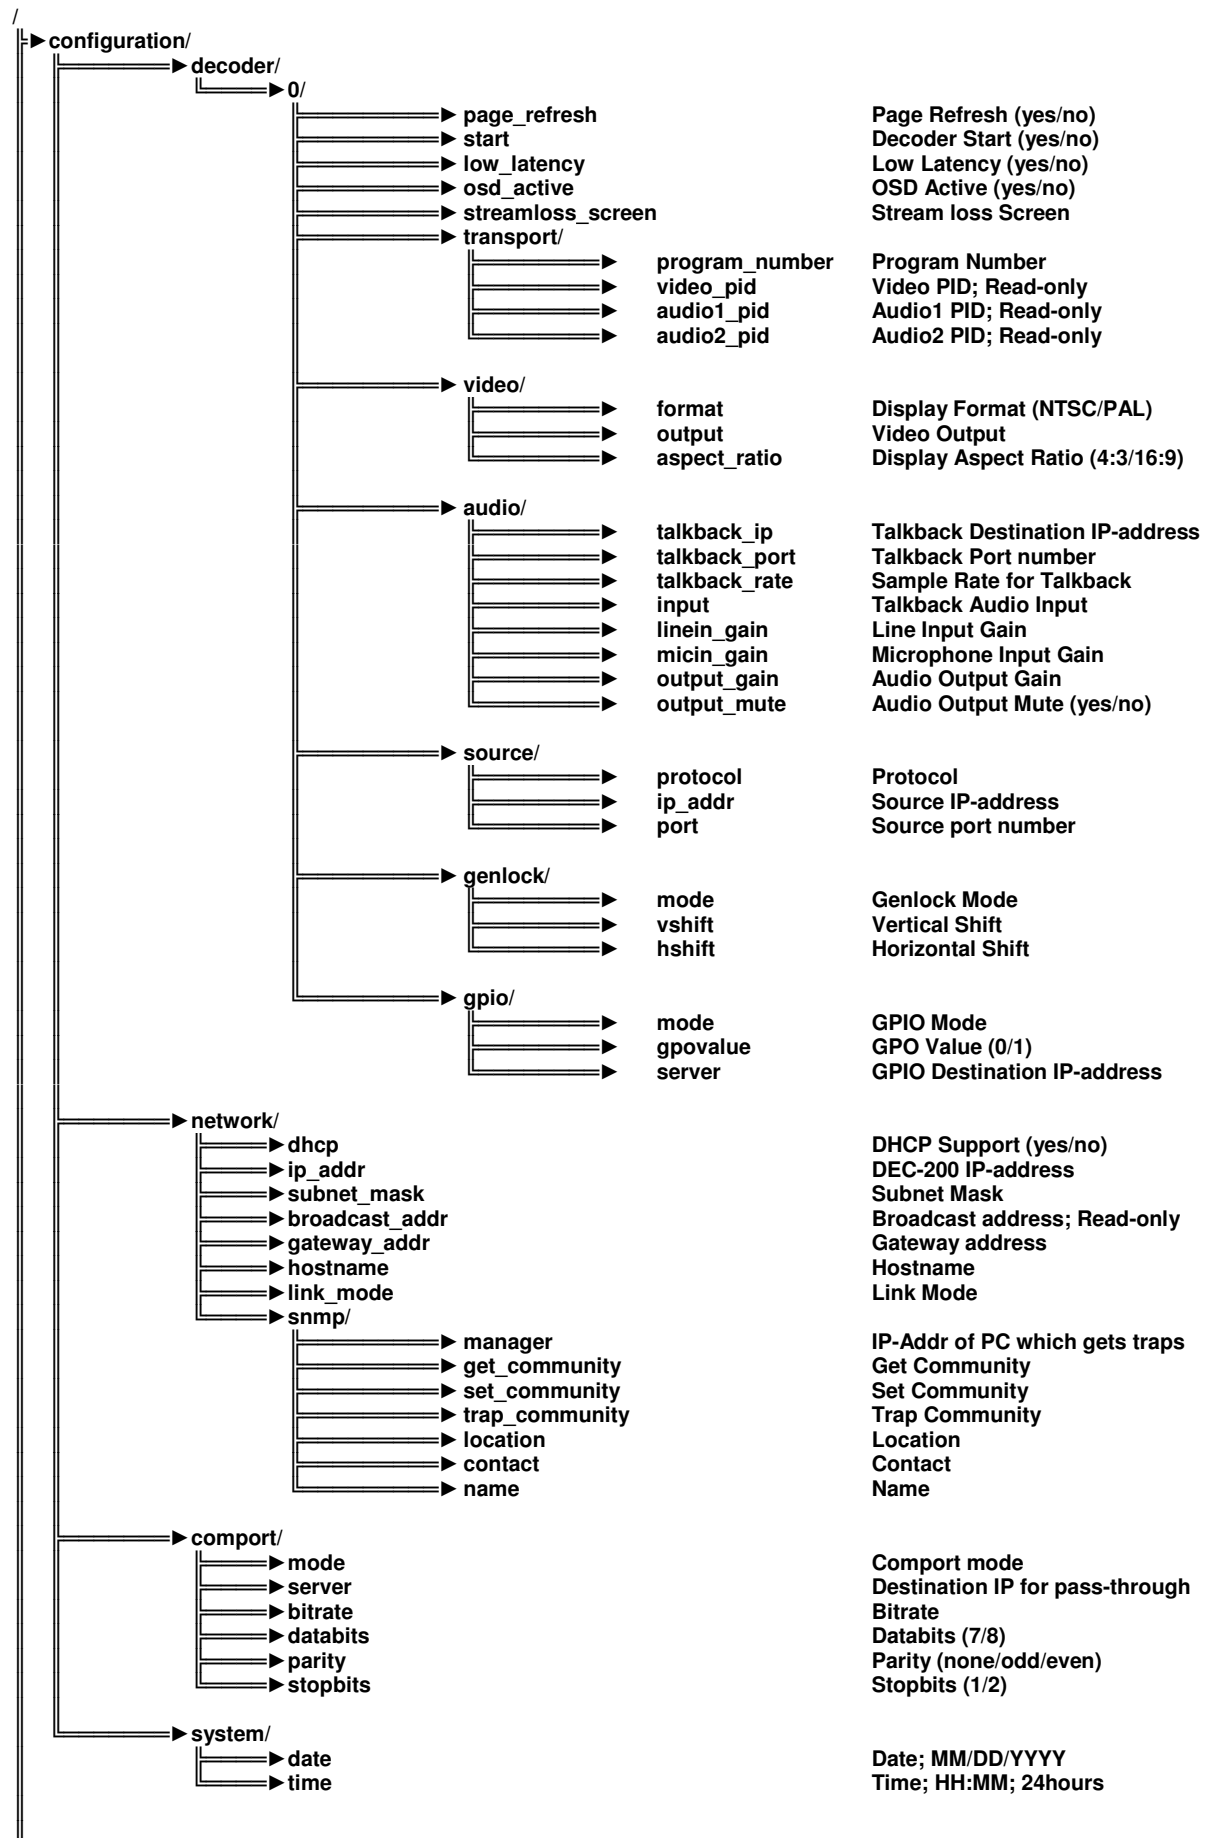 /
configuration/
decoder/
0/
page_refresh Page Refresh (yes/no)
start Decoder Start (yes/no)
low_latency Low Latency (yes/no)
osd_active OSD Active (yes/no)
streamloss_screen Stream loss Screen
transport/
program_number Program Number
video_pid Video PID; Read-only
audio1_pid Audio1 PID; Read-only
audio2_pid Audio2 PID; Read-only
video/
format Display Format (NTSC/PAL)
output Video Output
aspect_ratio Display Aspect Ratio (4:3/16:9)
audio/
talkback_ip Talkback Destination IP-address
talkback_port Talkback Port number
talkback_rate Sample Rate for Talkback
input Talkback Audio Input
linein_gain Line Input Gain
micin_gain Microphone Input Gain
output_gain Audio Output Gain
output_mute Audio Output Mute (yes/no)
source/
protocol Protocol
ip_addr Source IP-address
port Source port number
genlock/
mode Genlock Mode
vshift Vertical Shift
hshift Horizontal Shift
gpio/
mode GPIO Mode
gpovalue GPO Value (0/1)
server GPIO Destination IP-address
network/
dhcp DHCP Support (yes/no)
ip_addr DEC-200 IP-address
subnet_mask Subnet Mask
broadcast_addr Broadcast address; Read-only
gateway_addr Gateway address
hostname Hostname
link_mode Link Mode
snmp/
manager IP-Addr of PC which gets traps
get_community Get Community
set_community Set Community
trap_community Trap Community
location Location
contact Contact
name Name
comport/
mode Comport mode
server Destination IP for pass-through
bitrate Bitrate
databits Databits (7/8)
parity Parity (none/odd/even)
stopbits Stopbits (1/2)
system/
date Date; MM/DD/YYYY
time Time; HH:MM; 24hours